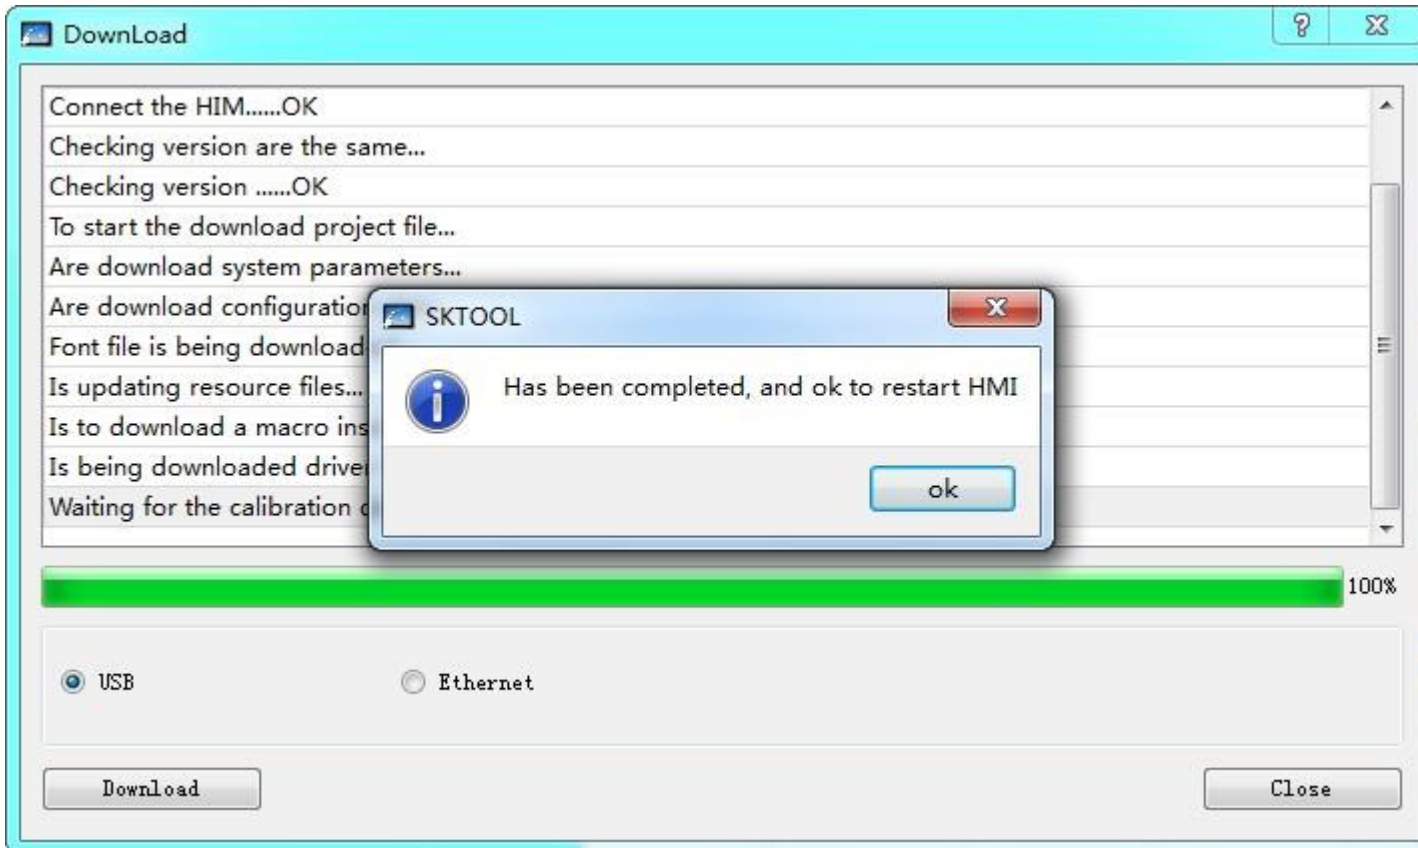 DownLoad
Connect the HIM......OK
Checking version are the same...
Checking version ......OK
To start the download project file...
Are download system parameters...
Are download configuration
Font file is being download
Is updating resource files...
Is to download a macro ins
Is being downloaded driver
Waiting for the calibration
SKTOOL
Has been completed, and ok to restart HMI
ok
100%
USB
Ethernet
Download
Close